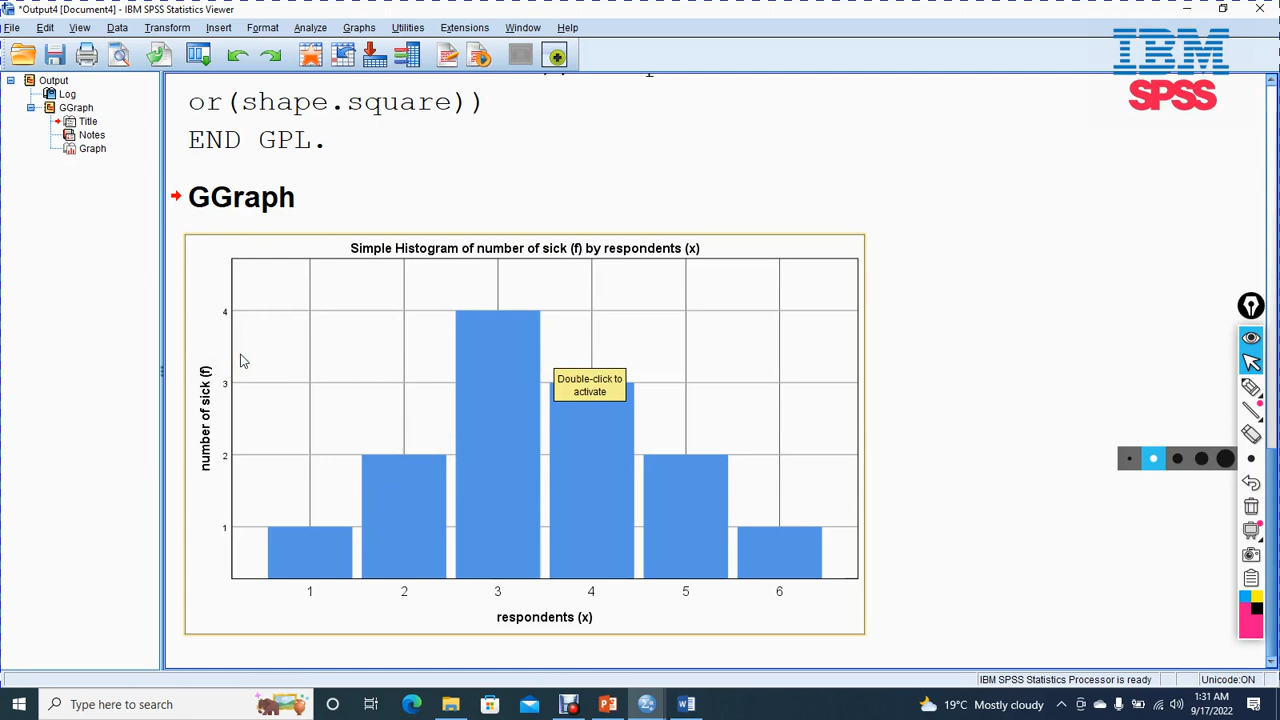 *Output4 [Document4] - IBM SPSS Statistics Viewer
File Edit View Data Transform Insert Format Analyze Graphs Utilities Extensions Window Help
IBM
SPSS
Output
Log
GGraph
Title
Notes
Graph
or(shape.square))
END GPL.
GGraph
Simple Histogram of number of sick (f) by respondents (x)
number of sick (f)
4
3
2
1
Double-click to
activate
1 2 3 4 5 6
respondents (x)
IBM SPSS Statistics Processor is ready
Unicode:ON
Type here to search
19°C Mostly cloudy
1:31 AM
9/17/2022